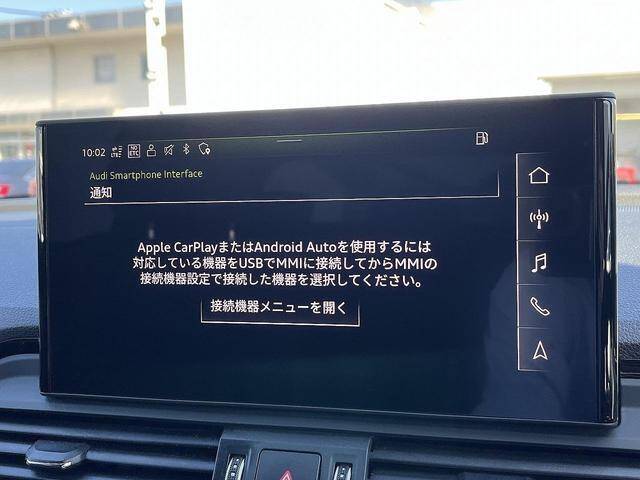 10:02 LTE NO ETC
Audi Smartphone Interface
通知
Apple CarPlayまたはAndroid Autoを使用するには
対応している機器をUSBでMMIに接続してからMMIの
接続機器設定で接続した機器を選択してください。
接続機器メニューを開く